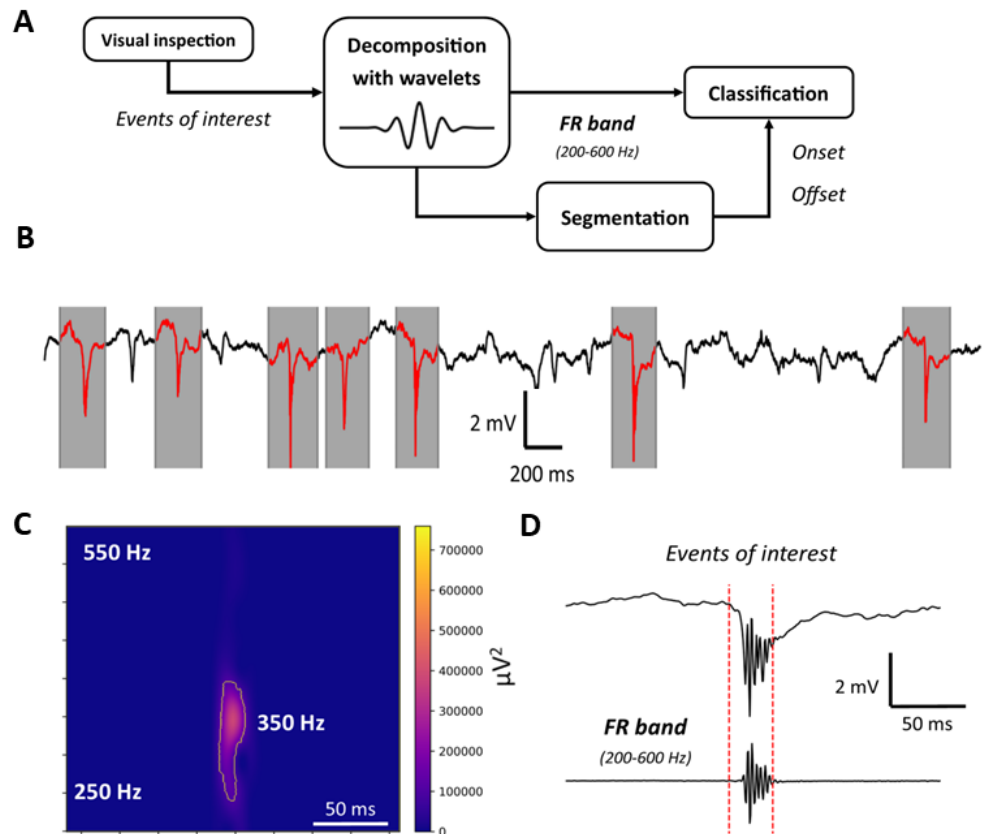 A
Visual inspection
Events of interest
Decomposition
with wavelets
FR band
(200-600 Hz)
Classification
Onset
Offset
Segmentation
B
2 mV
200 ms
C
550 Hz
350 Hz
250 Hz
50 ms
700000
600000
500000
400000
300000
200000
100000
0
μV²
D
Events of interest
2 mV
50 ms
FR band
(200-600 Hz)